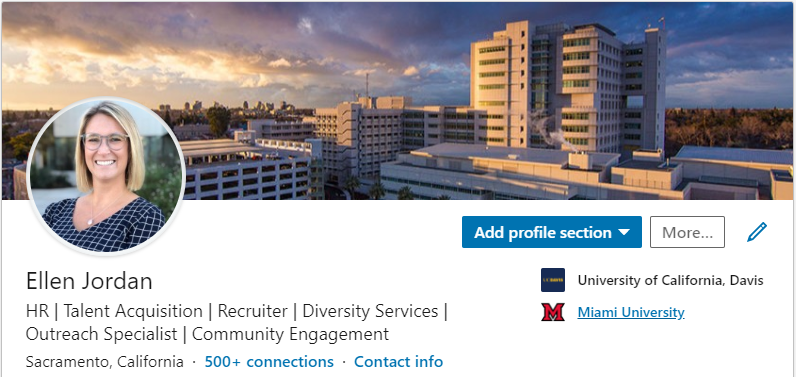 Add profile section
More...
Ellen Jordan
University of California, Davis
HR | Talent Acquisition | Recruiter | Diversity Services |
Outreach Specialist | Community Engagement
Miami University
Sacramento, California · 500+ connections · Contact info